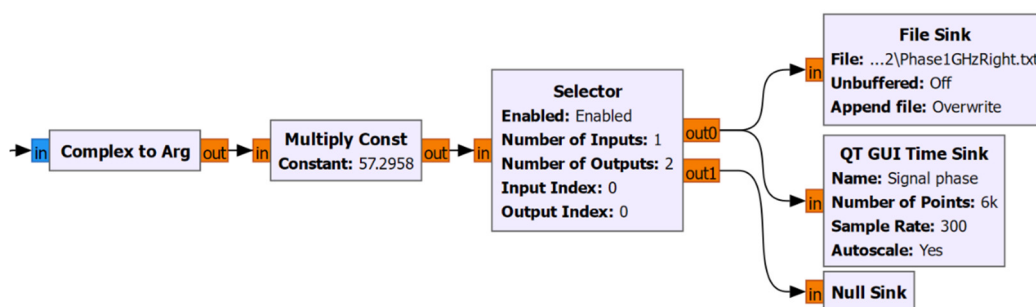 in
Complex to Arg
out
in
Multiply Const
Constant: 57.2958
out
in
Selector
Enabled: Enabled
Number of Inputs: 1
Number of Outputs: 2
Input Index: 0
Output Index: 0
out0
out1
in
File Sink
File: ...2\Phase1GHzRight.txt
Unbuffered: Off
Append file: Overwrite
in
QT GUI Time Sink
Name: Signal phase
Number of Points: 6k
Sample Rate: 300
Autoscale: Yes
in
Null Sink